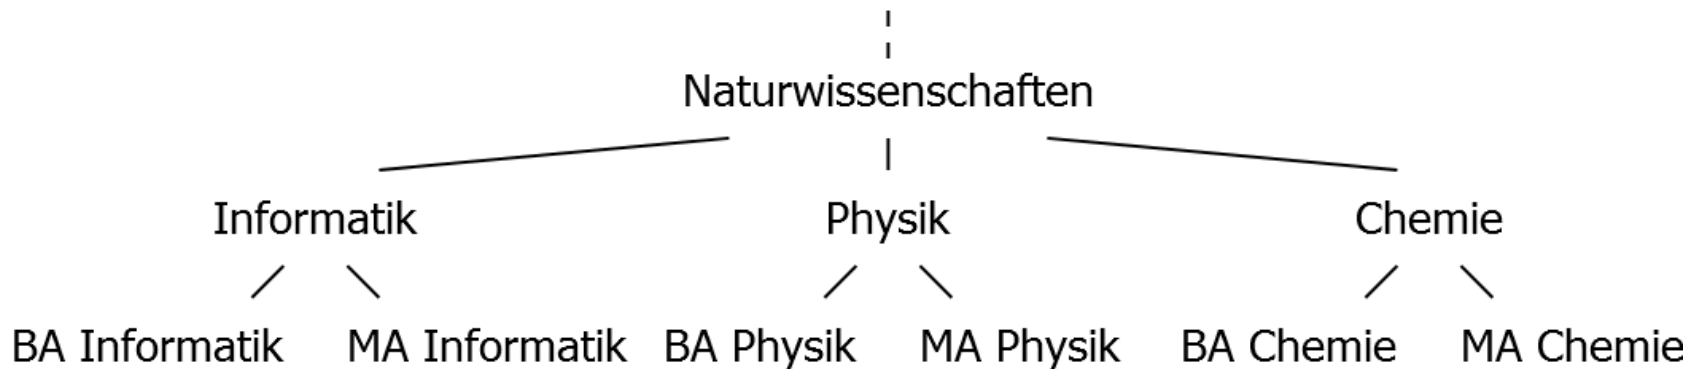 Naturwissenschaften
Informatik Physik Chemie
BA Informatik MA Informatik BA Physik MA Physik BA Chemie MA Chemie